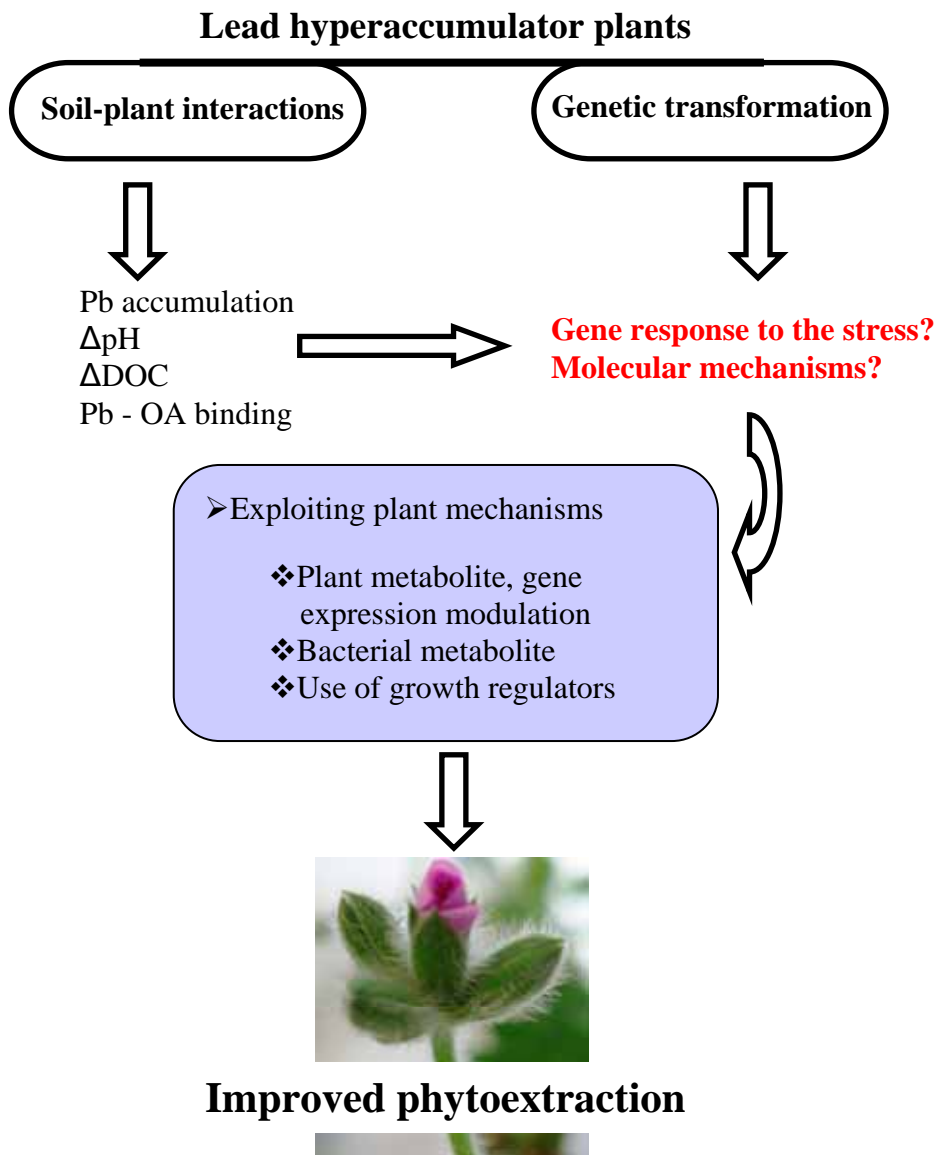 Lead hyperaccumulator plants
Soil-plant interactions
Genetic transformation
Pb accumulation
ΔpH
ΔDOC
Pb - OA binding
Gene response to the stress?
Molecular mechanisms?
➢Exploiting plant mechanisms
❖Plant metabolite, gene
expression modulation
❖Bacterial metabolite
❖Use of growth regulators
Improved phytoextraction